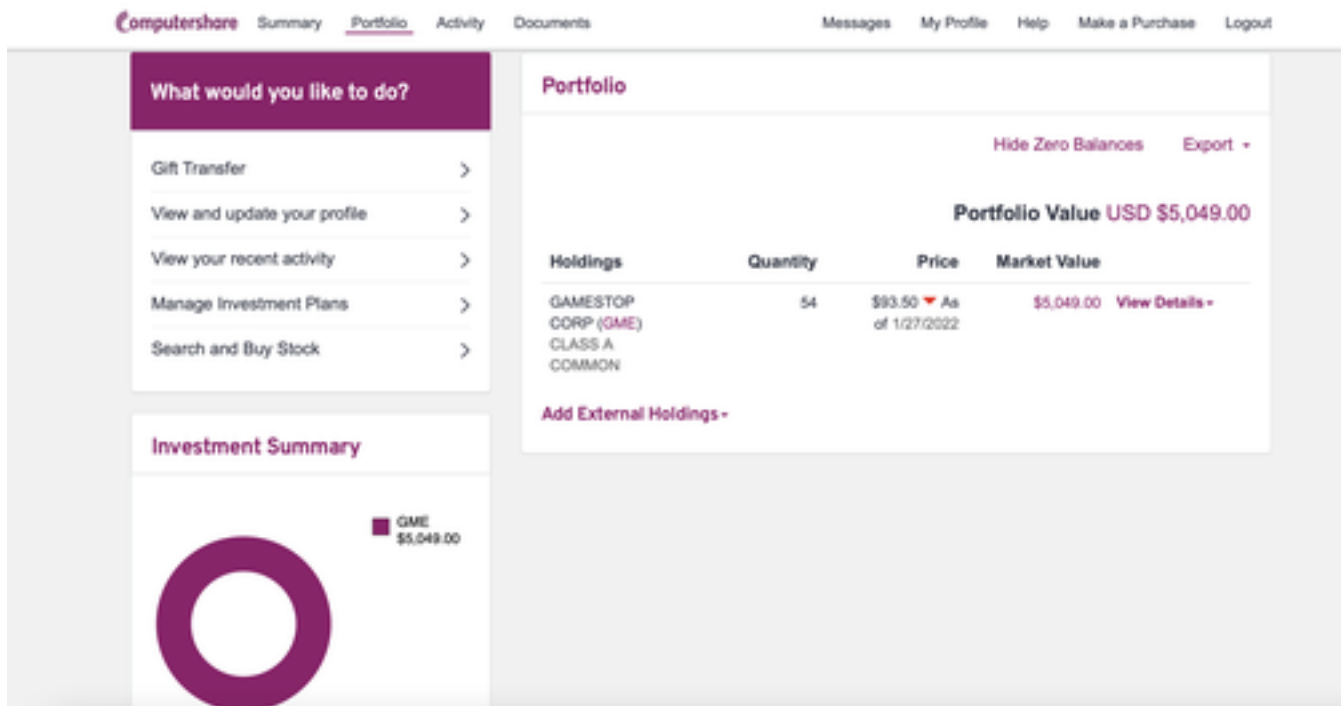 Computershare Summary Portfolio Activity Documents Messages My Profile Help Make a Purchase Logout
What would you like to do?
Gift Transfer
View and update your profile
View your recent activity
Manage Investment Plans
Search and Buy Stock
Investment Summary
GME
$5,049.00
Portfolio
Hide Zero Balances Export
Portfolio Value USD $5,049.00
Holdings Quantity Price Market Value
GAMESTOP 54 $93.50 As $5,049.00 View Details
CORP (GME) of 1/27/2022
CLASS A
COMMON
Add External Holdings